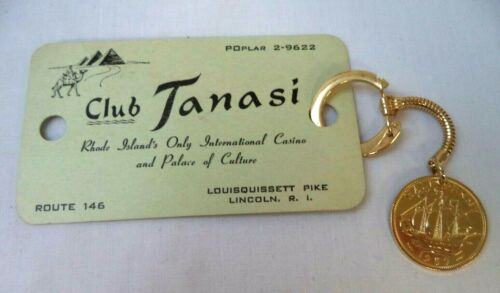 POPLAR 2-9622
Club Tanasi
Rhode Island's Only International Casino
and Palace of Culture
LOUISQUISSETT PIKE
ROUTE 146
LINCOLN, R. I.